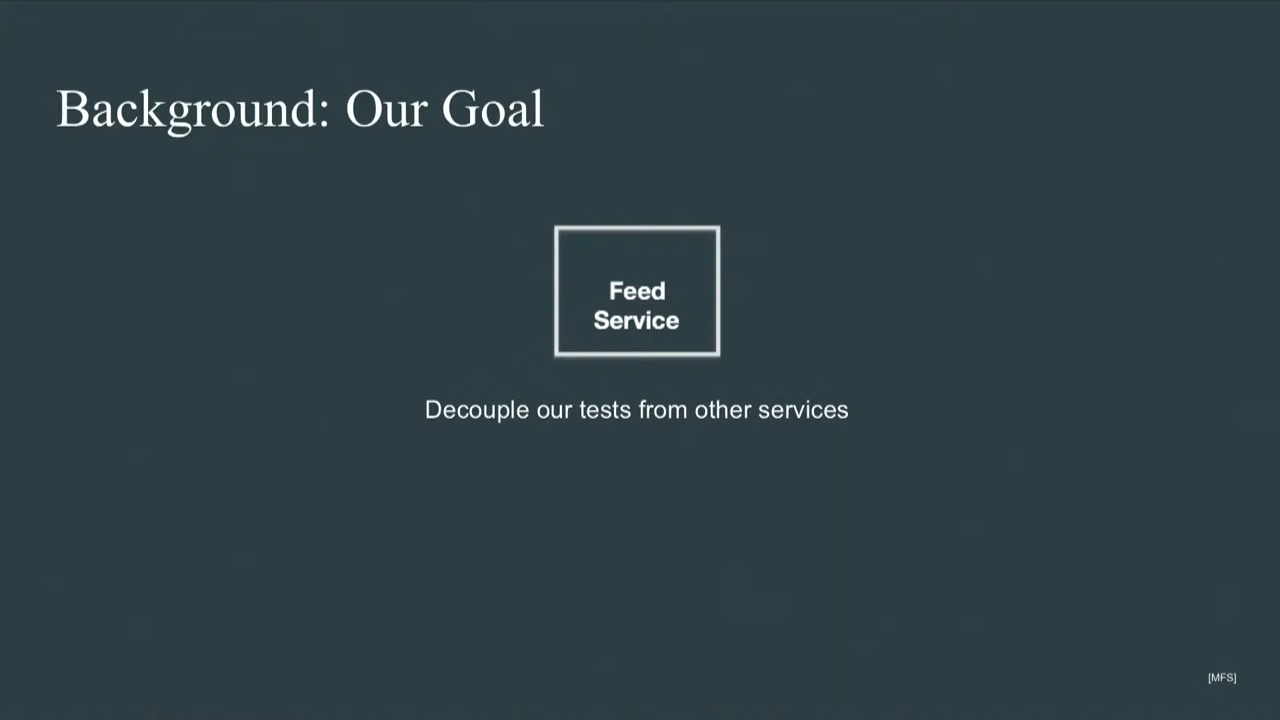 Background: Our Goal
Feed
Service
Decouple our tests from other services
[MFS]